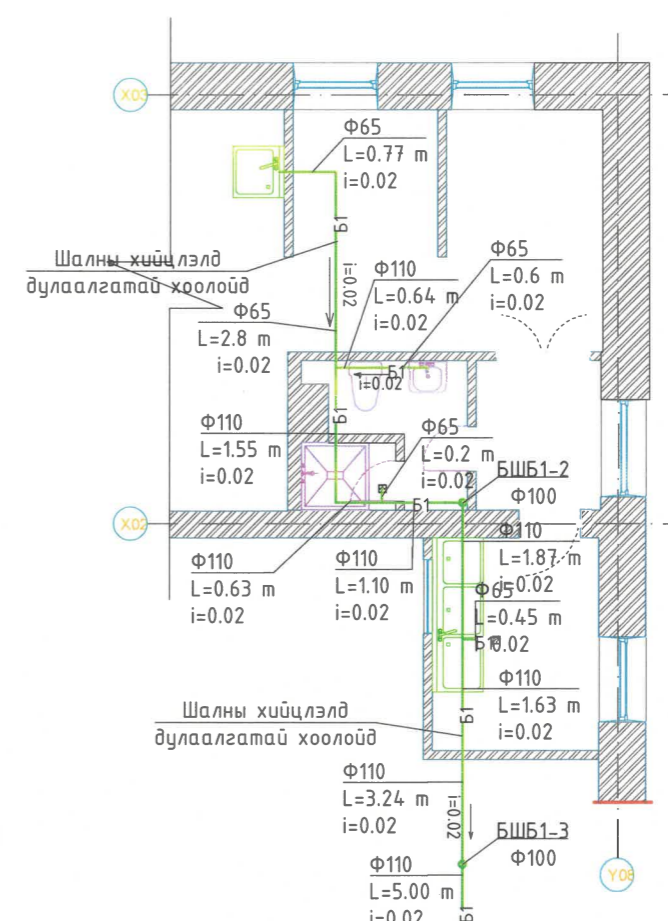 X03
Ф65
L=0.77 m
i=0.02
Б1
Шалны хийцлэлд
дулаалгатай хоолойд
i=0.02
Ф110
L=0.64 m
i=0.02
Ф65
L=0.6 m
i=0.02
Ф65
L=2.8 m
i=0.02
Б1
i=0.02
Б1
Ф110
L=1.55 m
i=0.02
Ф65
L=0.2 m
i=0.02
БШБ1-2
Ф100
Б1
X02
Ф110
L=0.63 m
i=0.02
Ф110
L=1.10 m
i=0.02
Ф110
L=1.87 m
i=0.02
Ф65
L=0.45 m
i=0.02
Ф110
L=1.63 m
i=0.02
Б1
Шалны хийцлэлд
дулаалгатай хоолойд
Ф110
L=3.24 m
i=0.02
i=0.02
БШБ1-3
Ф100
Y08
Ф110
L=5.00 m
i=0.02
Б1